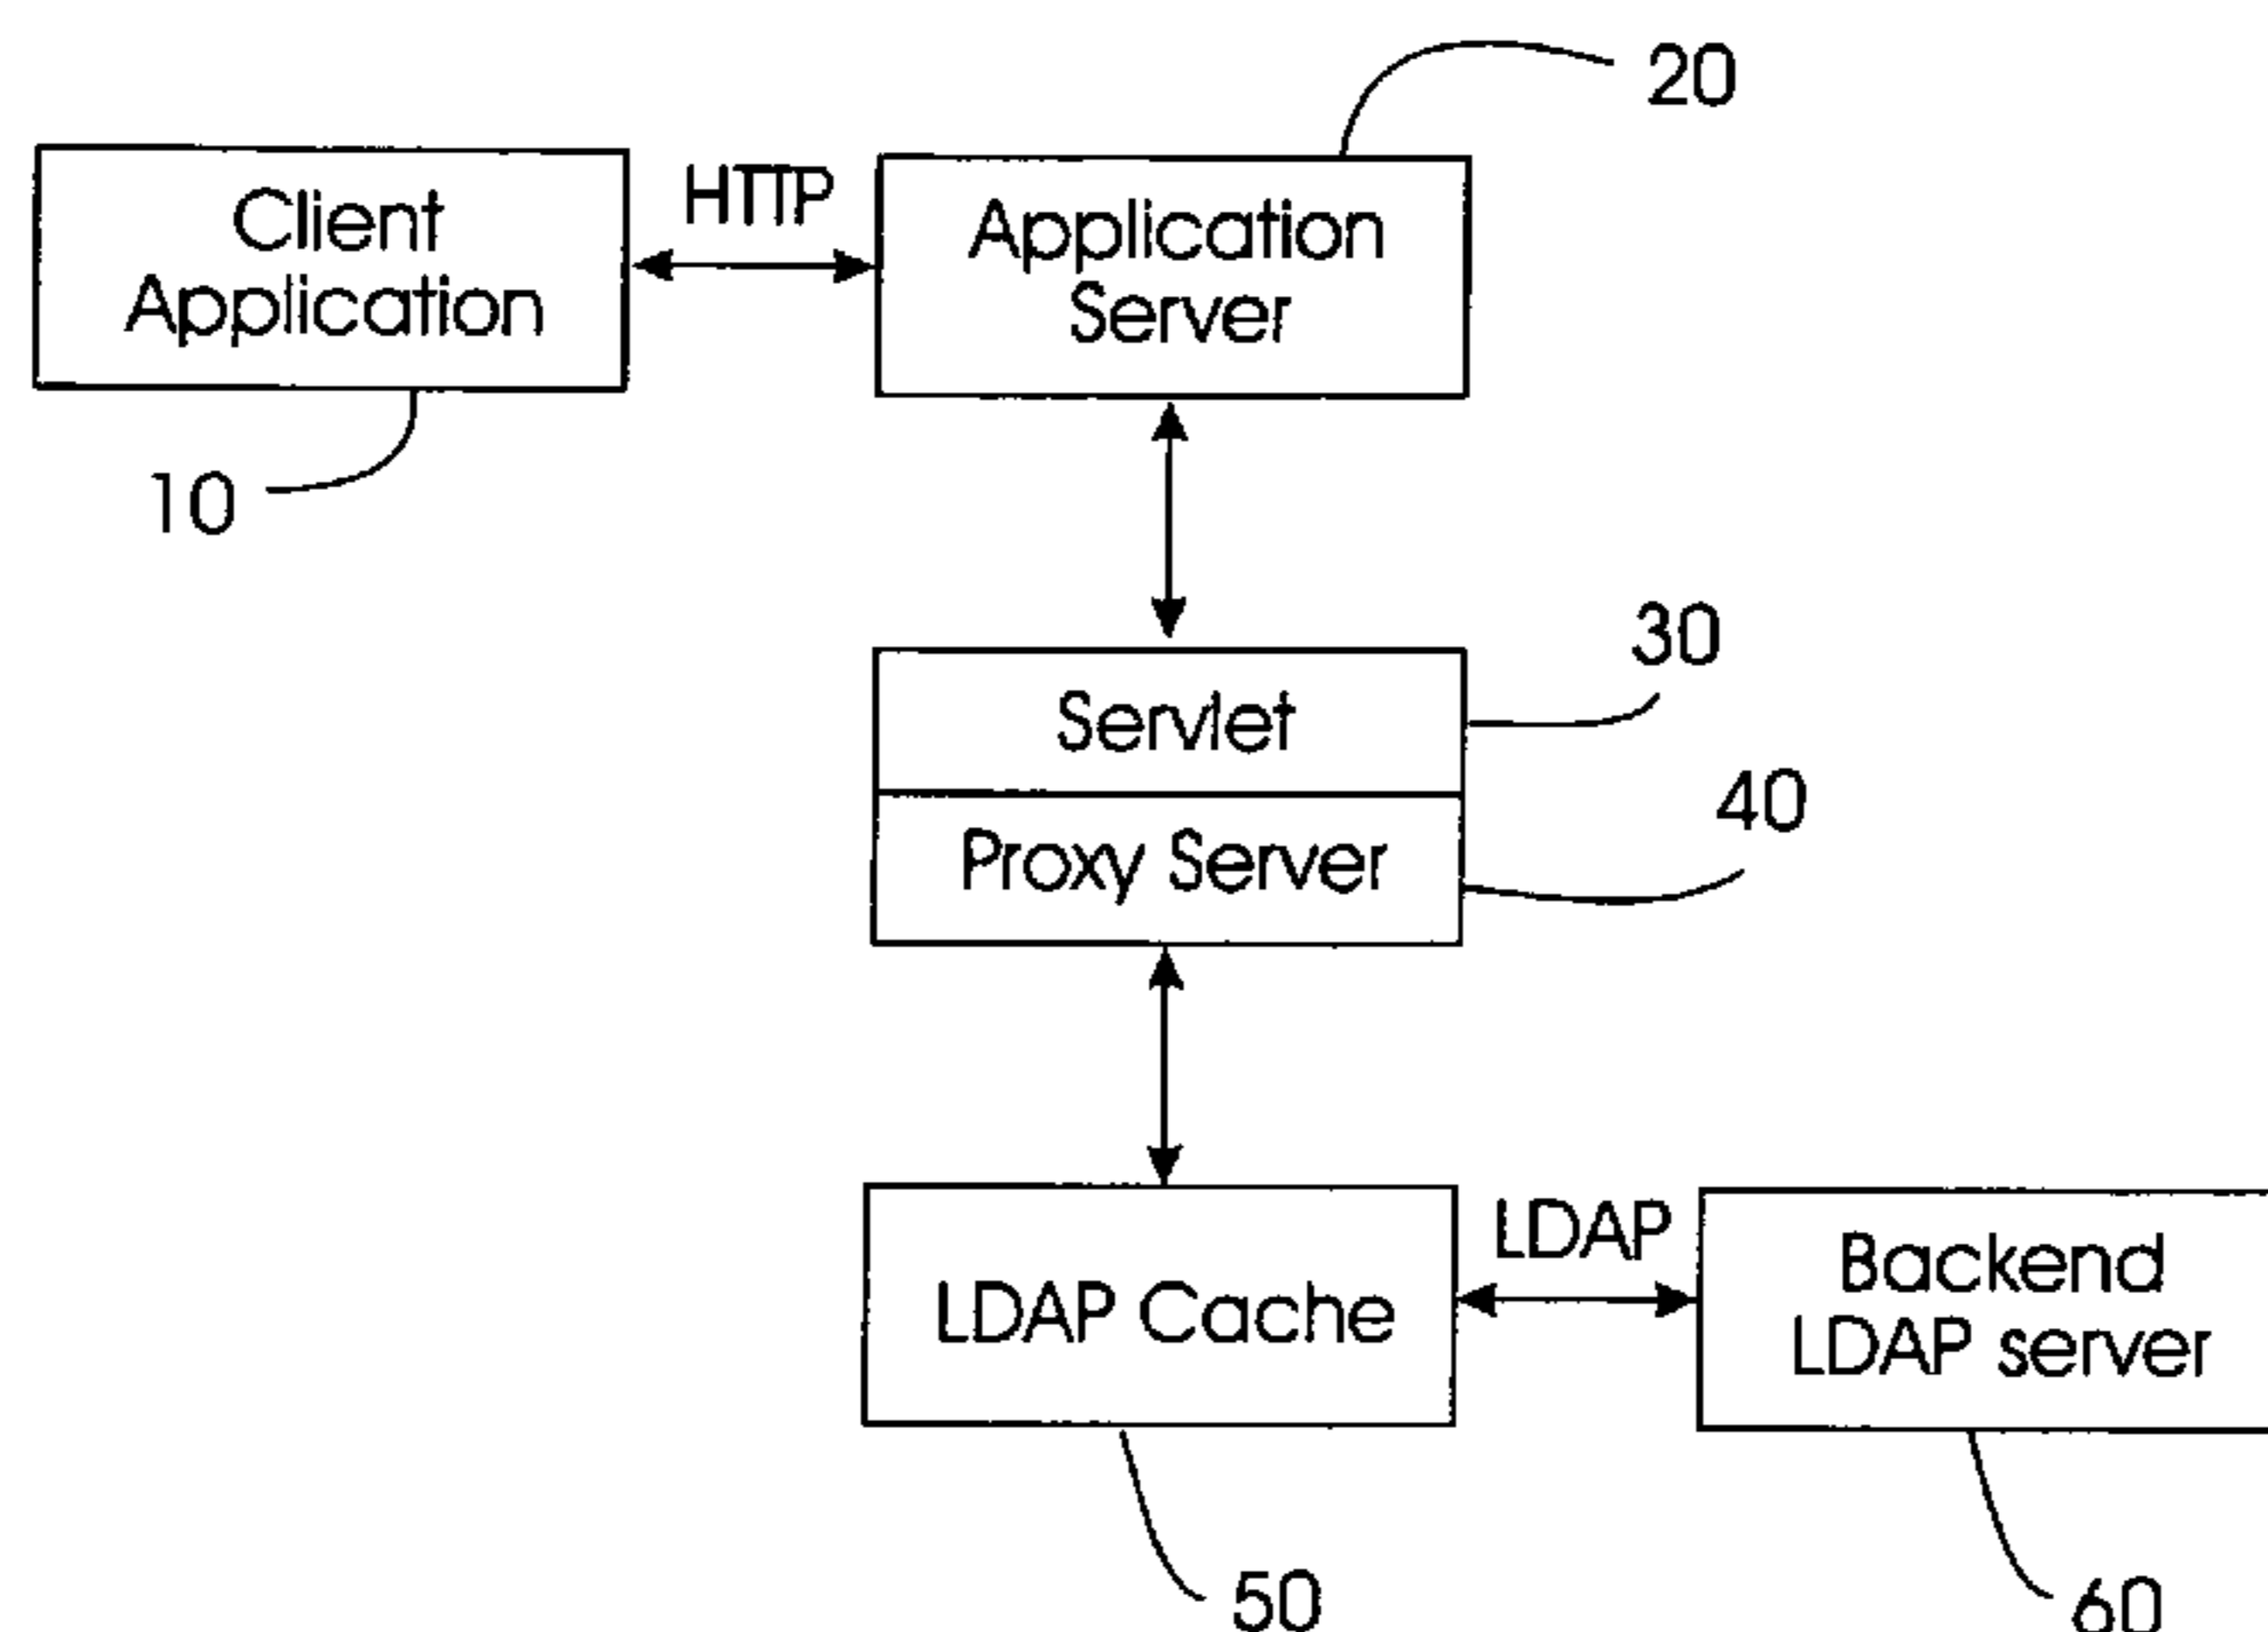 20
Client
Application
HTTP
Application
Server
10
Servlet
30
Proxy Server
40
LDAP Cache
LDAP
Backend
LDAP server
50
60